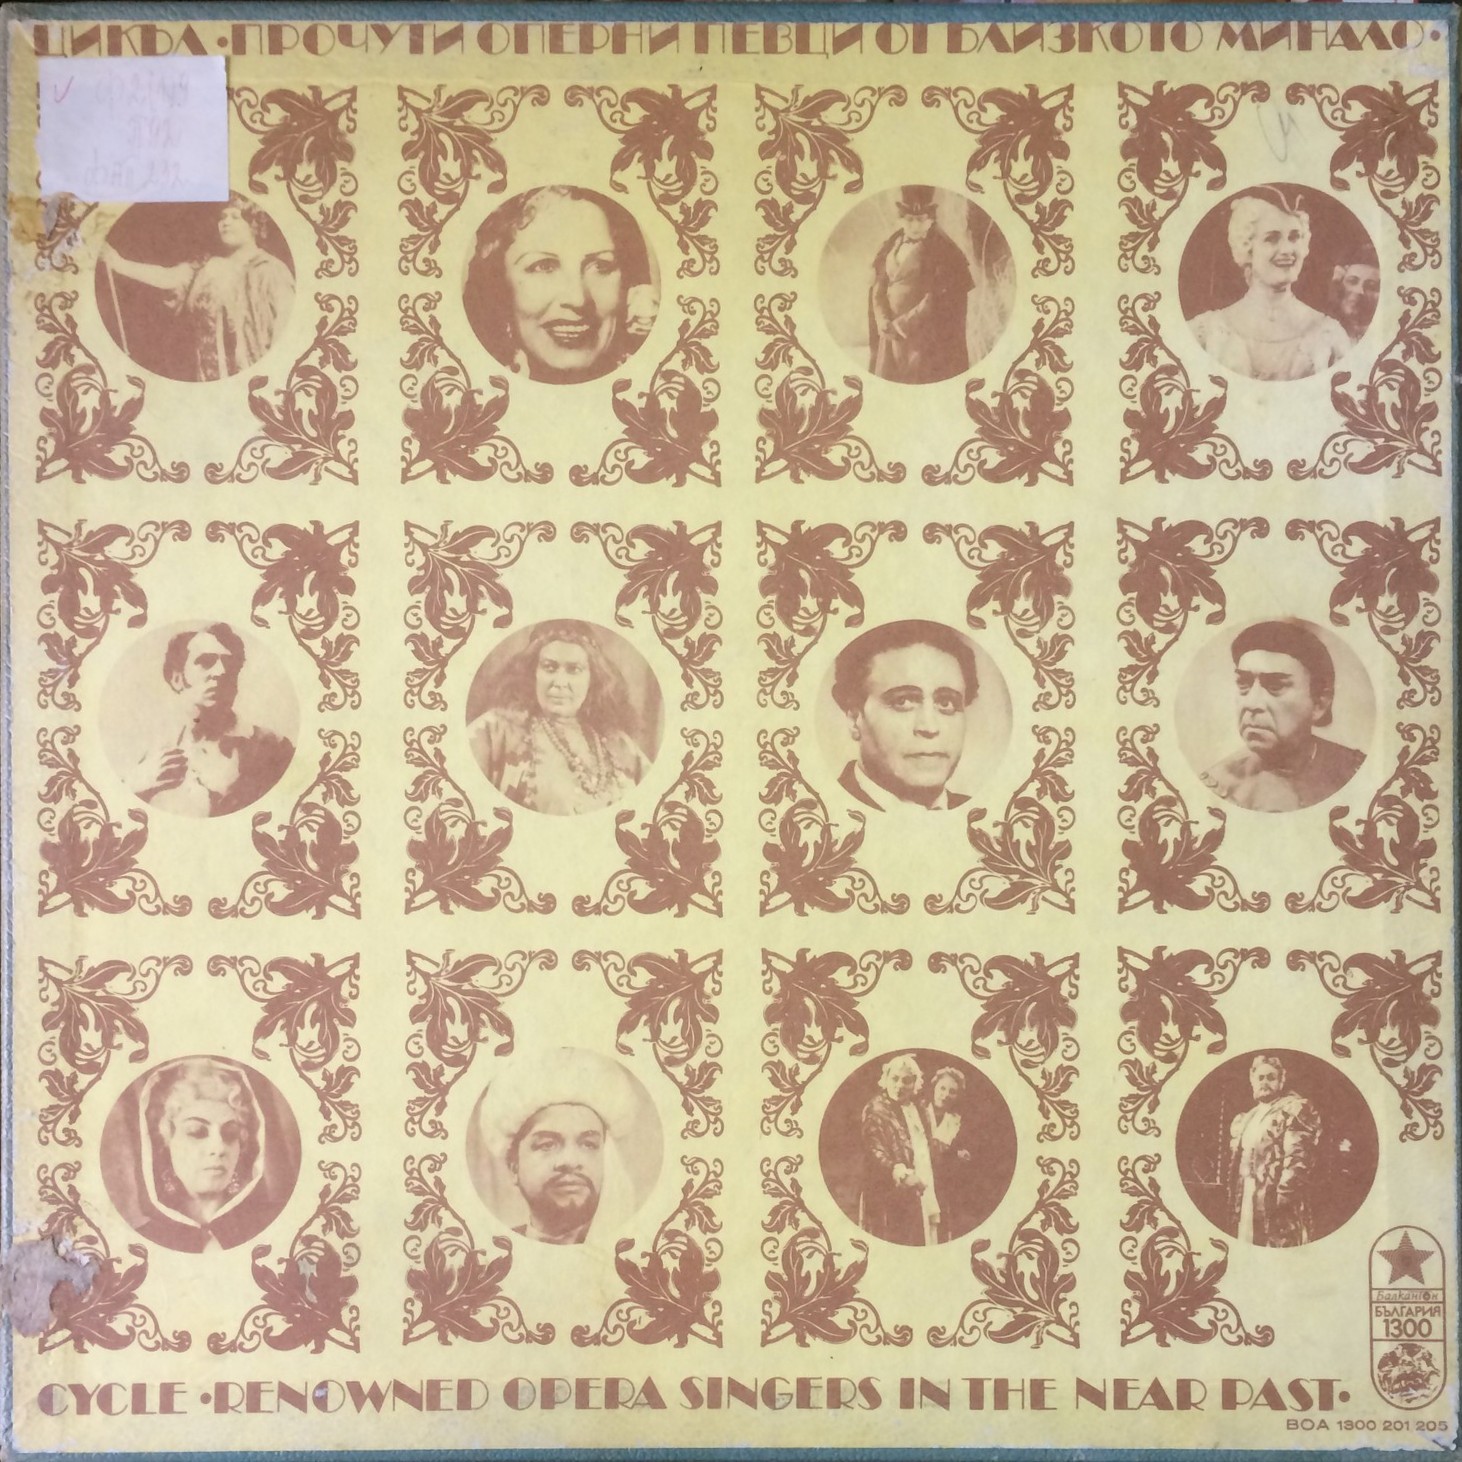 ЦИКЪЛ •ПРОЧУТИ ОПЕРНИ ПЕВЦИ ОТ БЛИЗКОТО МИНАЛО•
Балкантон
БЪЛГАРИЯ
1300
CYCLE •RENOWNED OPERA SINGERS IN THE NEAR PAST•
BOA 1300 201 205